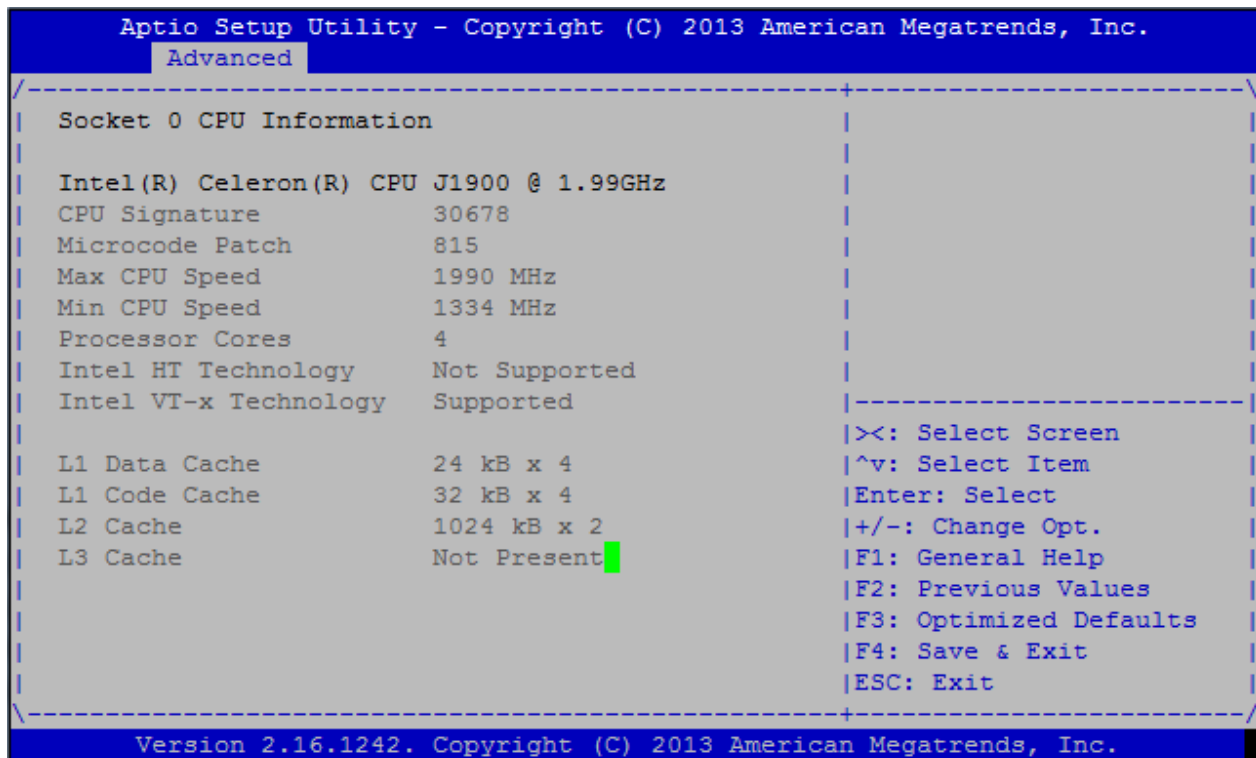 Aptio Setup Utility - Copyright (C) 2013 American Megatrends, Inc.
Advanced
Socket 0 CPU Information
Intel(R) Celeron(R) CPU J1900 @ 1.99GHz
CPU Signature 30678
Microcode Patch 815
Max CPU Speed 1990 MHz
Min CPU Speed 1334 MHz
Processor Cores 4
Intel HT Technology Not Supported
Intel VT-x Technology Supported
L1 Data Cache 24 kB x 4
L1 Code Cache 32 kB x 4
L2 Cache 1024 kB x 2
L3 Cache Not Present
><: Select Screen
^v: Select Item
Enter: Select
+/-: Change Opt.
F1: General Help
F2: Previous Values
F3: Optimized Defaults
F4: Save & Exit
ESC: Exit
Version 2.16.1242. Copyright (C) 2013 American Megatrends, Inc.